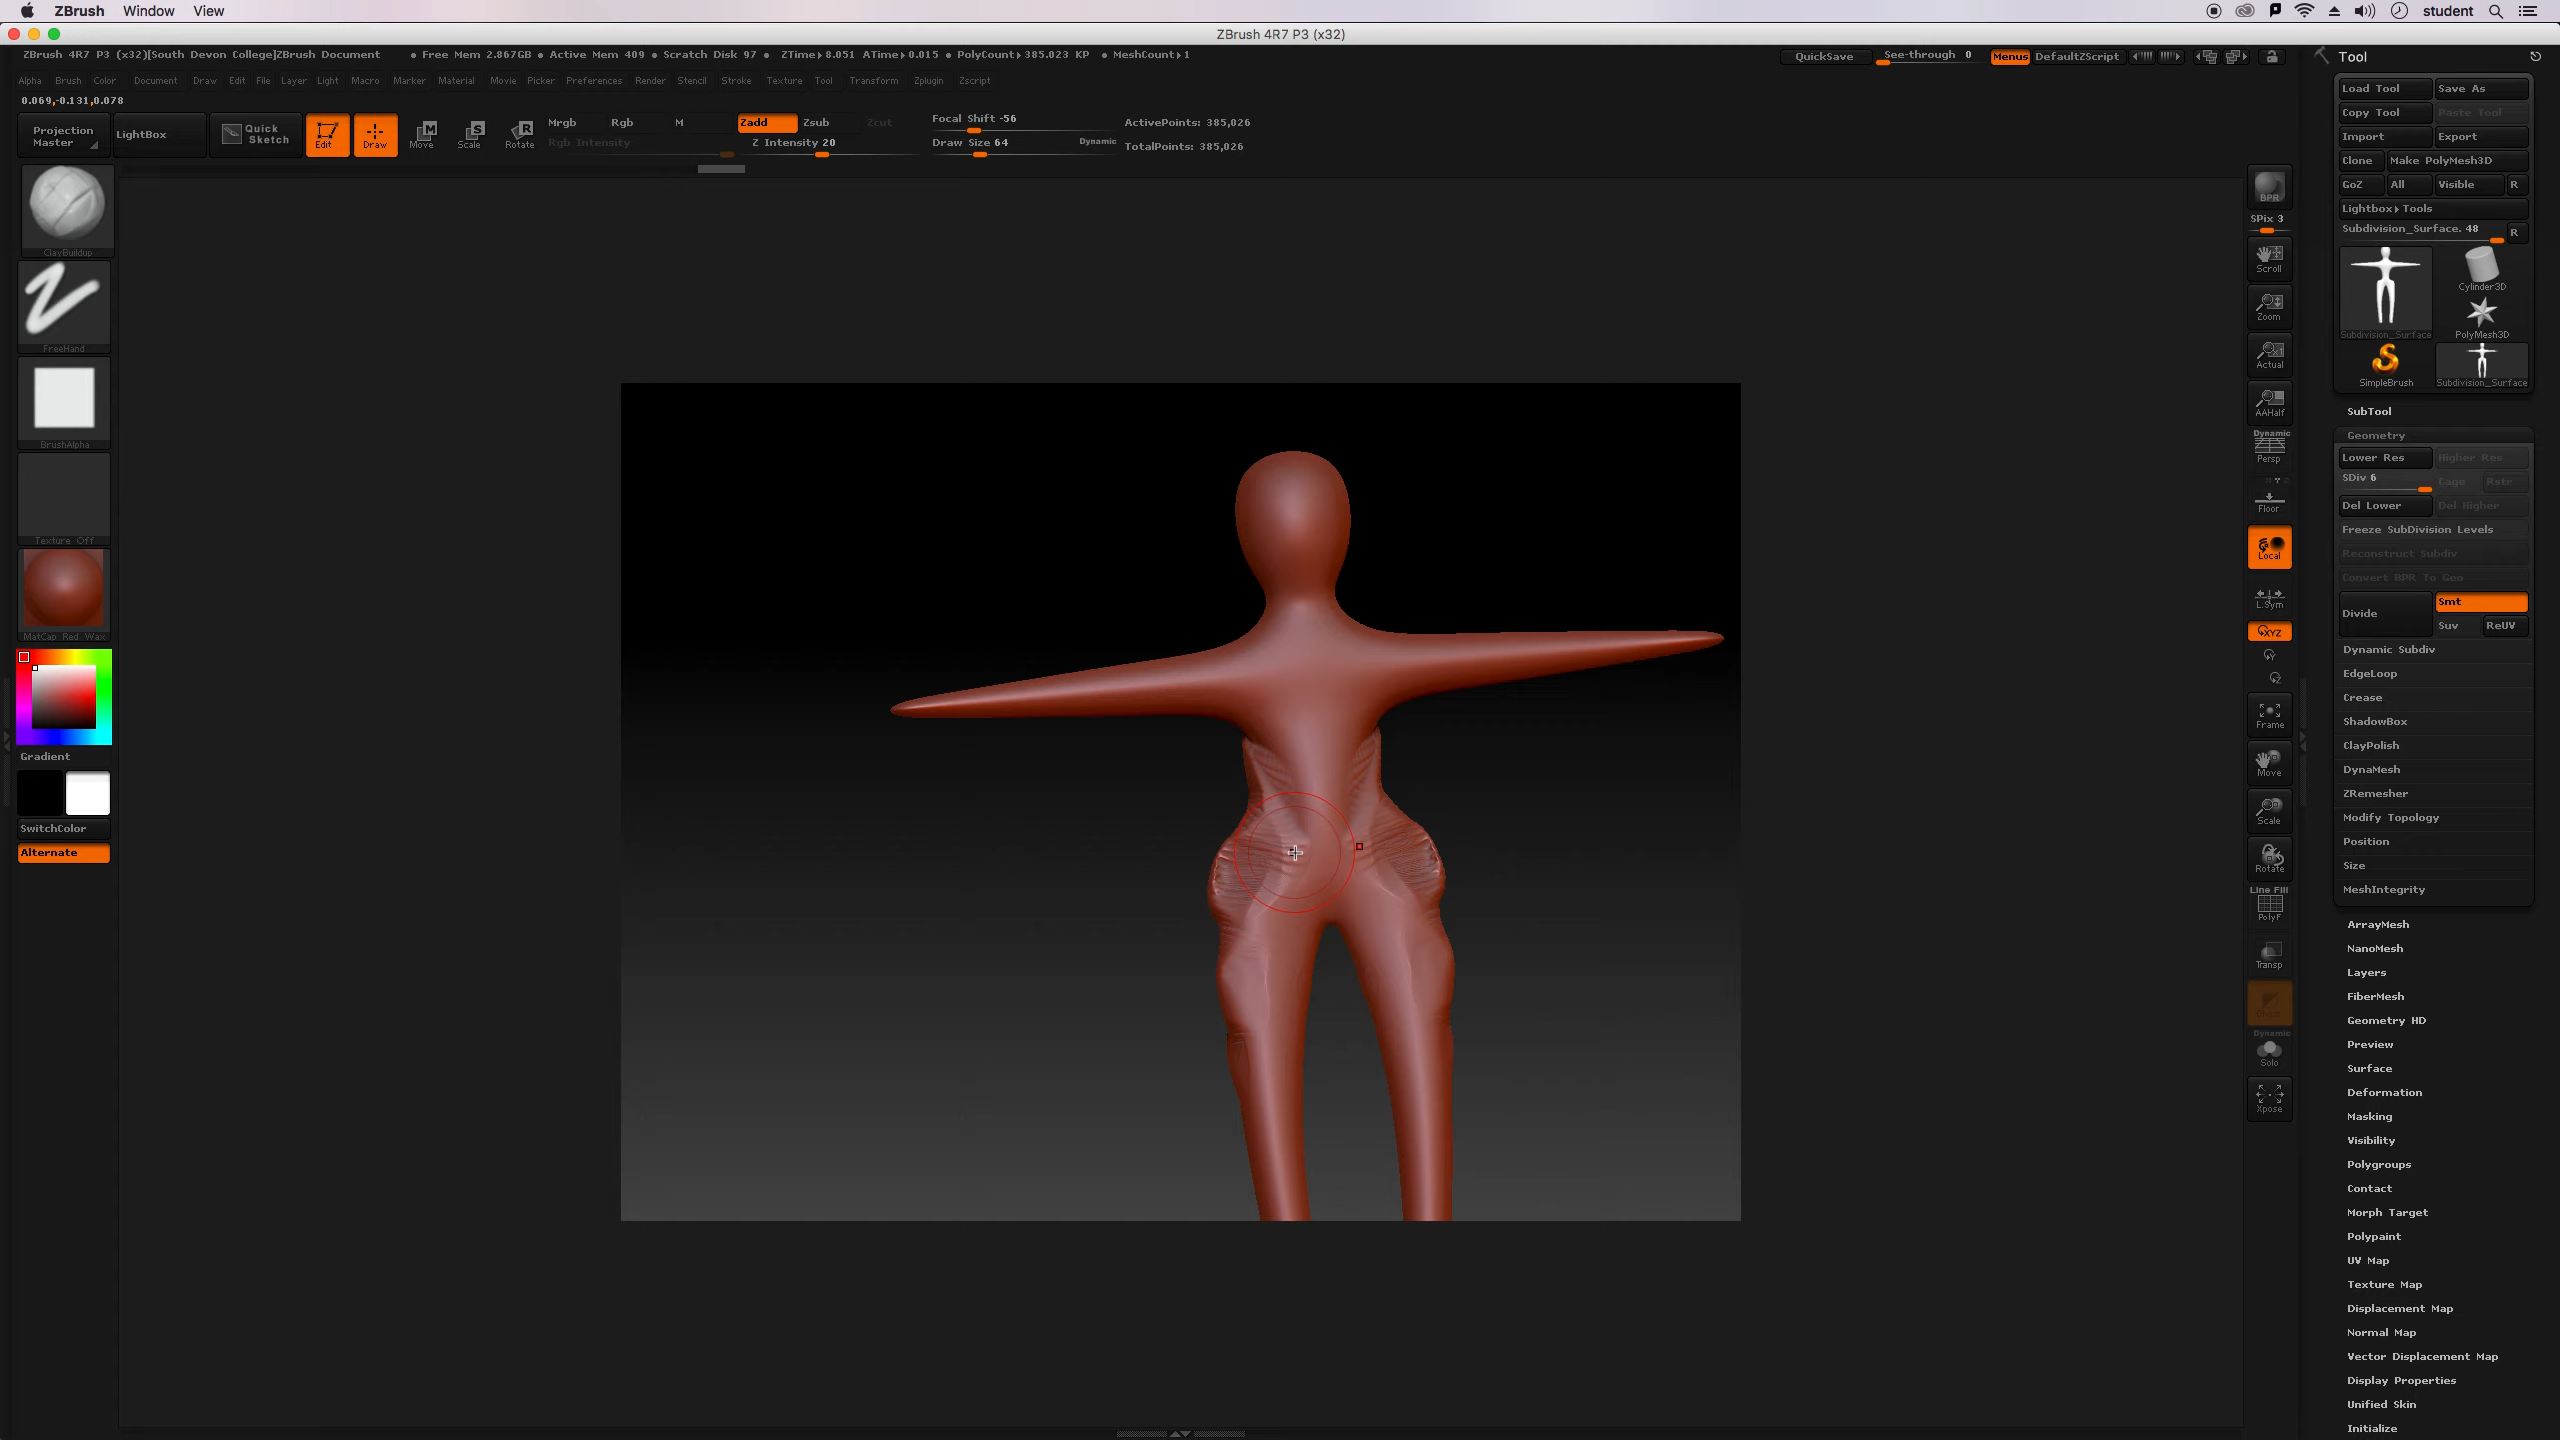 ZBrush Window View student
ZBrush 4R7 P3 (x32)
ZBrush 4R7 P3 (x32)[South Devon College]ZBrush Document • Free Mem 2.867GB • Active Mem 409 • Scratch Disk 97 • ZTime▸8.051 ATime▸0.015 • PolyCount▸385.023 KP • MeshCount▸1 QuickSave See-through 0 Menus DefaultZScript
Alpha Brush Color Document Draw Edit File Layer Light Macro Marker Material Movie Picker Preferences Render Stencil Stroke Texture Tool Transform Zplugin Zscript
0.069,-0.131,0.078
Projection Master LightBox Quick Sketch Edit Draw Move Scale Rotate
Mrgb Rgb M Zadd Zsub Zcut
Rgb Intensity Z Intensity 20
Focal Shift -56
Draw Size 64 Dynamic
ActivePoints: 385,026
TotalPoints: 385,026
ClayBuildup
FreeHand
BrushAlpha
Texture Off
MatCap Red Wax
Gradient
SwitchColor
Alternate
BPR
SPix 3
Scroll
Zoom
Actual
AAHalf
Dynamic
Persp
Floor
Local
L.Sym
XYZ
Frame
Move
Scale
Rotate
Line Fill
PolyF
Transp
Dynamic
Solo
Xpose
Tool
Load Tool Save As
Copy Tool Paste Tool
Import Export
Clone Make PolyMesh3D
GoZ All Visible R
Lightbox▸Tools
Subdivision_Surface. 48 R
Cylinder3D
Subdivision_Surface PolyMesh3D
SimpleBrush Subdivision_Surface
SubTool
Geometry
Lower Res Higher Res
SDiv 6 Cage Rstr
Del Lower Del Higher
Freeze SubDivision Levels
Reconstruct Subdiv
Convert BPR To Geo
Divide Smt
Suv ReUV
Dynamic Subdiv
EdgeLoop
Crease
ShadowBox
ClayPolish
DynaMesh
ZRemesher
Modify Topology
Position
Size
MeshIntegrity
ArrayMesh
NanoMesh
Layers
FiberMesh
Geometry HD
Preview
Surface
Deformation
Masking
Visibility
Polygroups
Contact
Morph Target
Polypaint
UV Map
Texture Map
Displacement Map
Normal Map
Vector Displacement Map
Display Properties
Unified Skin
Initialize